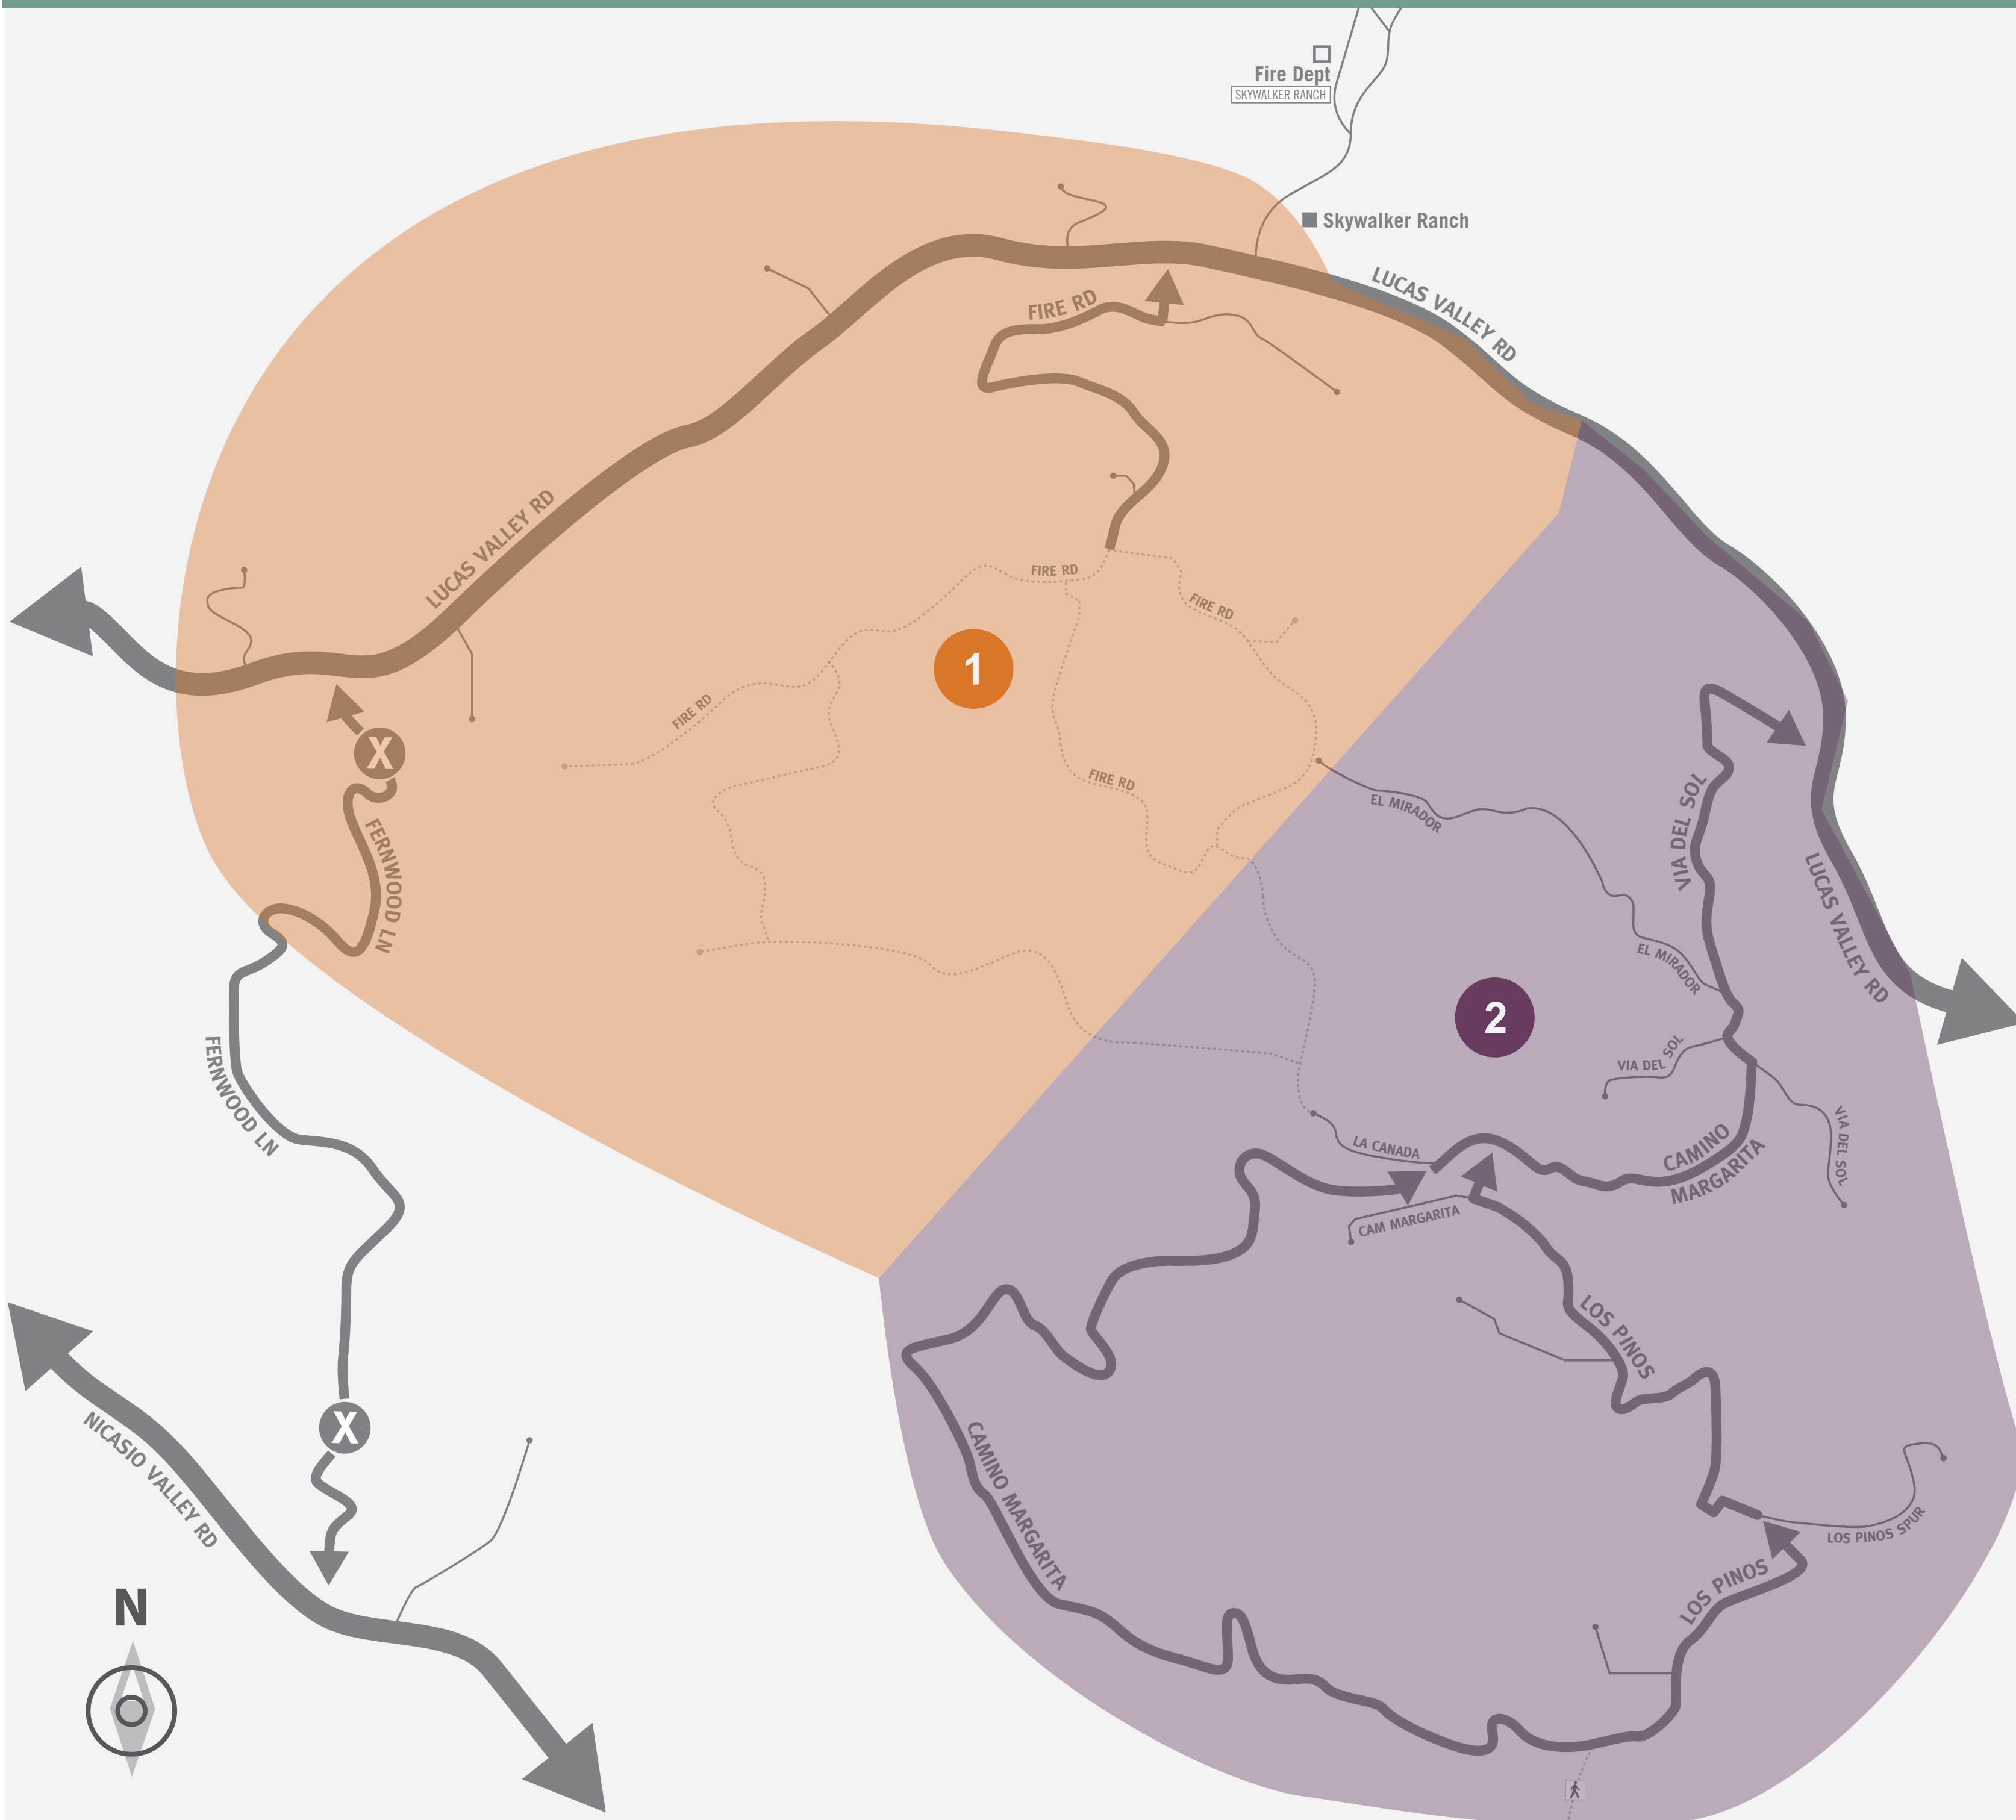 Fire Dept
SKYWALKER RANCH
Skywalker Ranch
LUCAS VALLEY RD
FIRE RD
LUCAS VALLEY RD
FIRE RD
FIRE RD
1
FIRE RD
X
FIRE RD
EL MIRADOR
VIA DEL SOL
FERNWOOD LN
LUCAS VALLEY RD
EL MIRADOR
2
VIA DEL SOL
FERNWOOD LN
LA CANADA
CAMINO
MARGARITA
VIA DEL SOL
CAM MARGARITA
LOS PINOS
X
NICASIO VALLEY RD
CAMINO MARGARITA
LOS PINOS SPUR
LOS PINOS
N